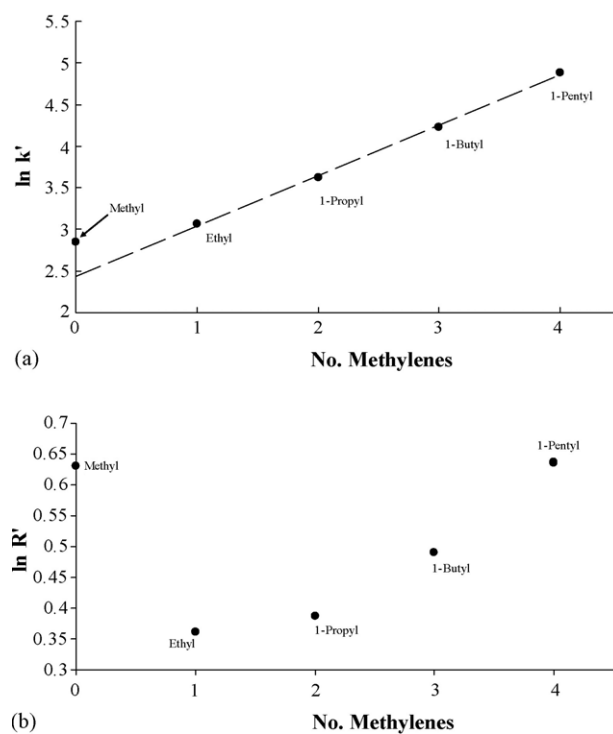 5.5
5
4.5
4
3.5
3
2.5
2
ln k'
Methyl
Ethyl
1-Propyl
1-Butyl
1-Pentyl
0 1 2 3 4
(a) No. Methylenes
0.7
0.65
0.6
0.55
0.5
0.45
0.4
0.35
0.3
ln R'
Methyl
Ethyl
1-Propyl
1-Butyl
1-Pentyl
0 1 2 3 4
(b) No. Methylenes